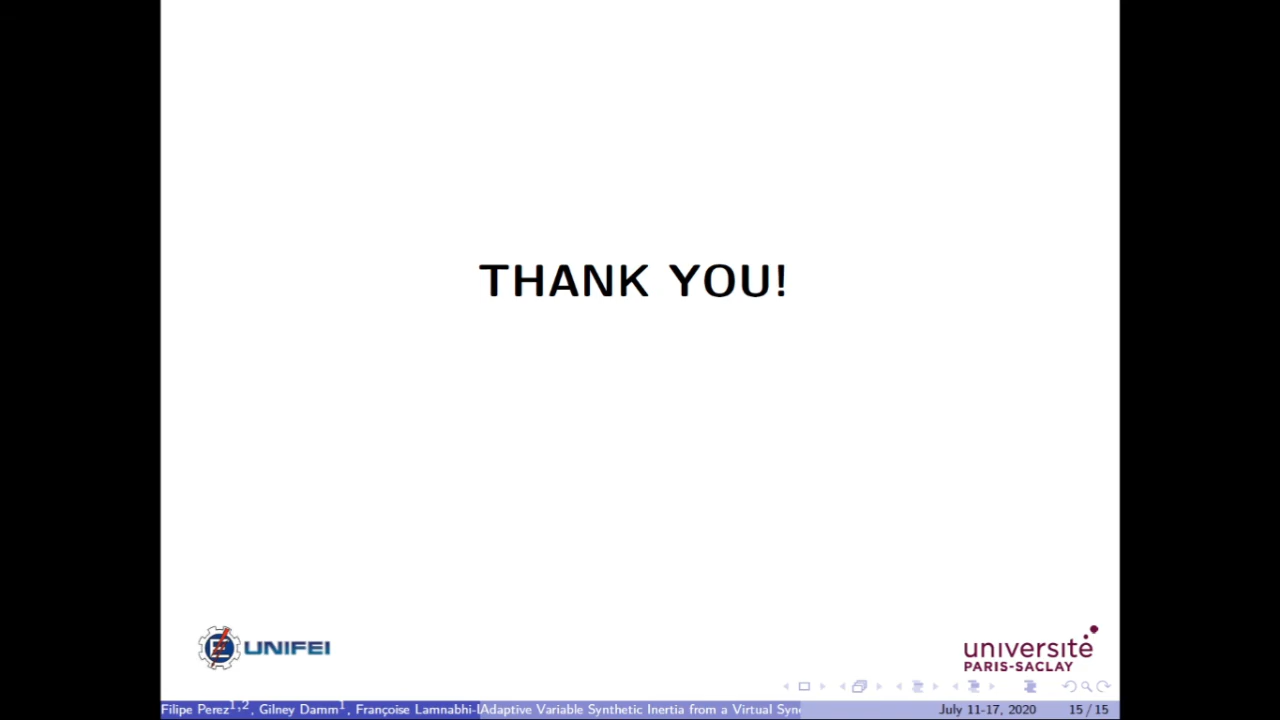 THANK YOU!
UNIFEI
université
PARIS-SACLAY
Filipe Perez1,2, Gilney Damm1, Françoise Lamnabhi-L Adaptive Variable Synthetic Inertia from a Virtual Syn July 11-17, 2020 15 / 15